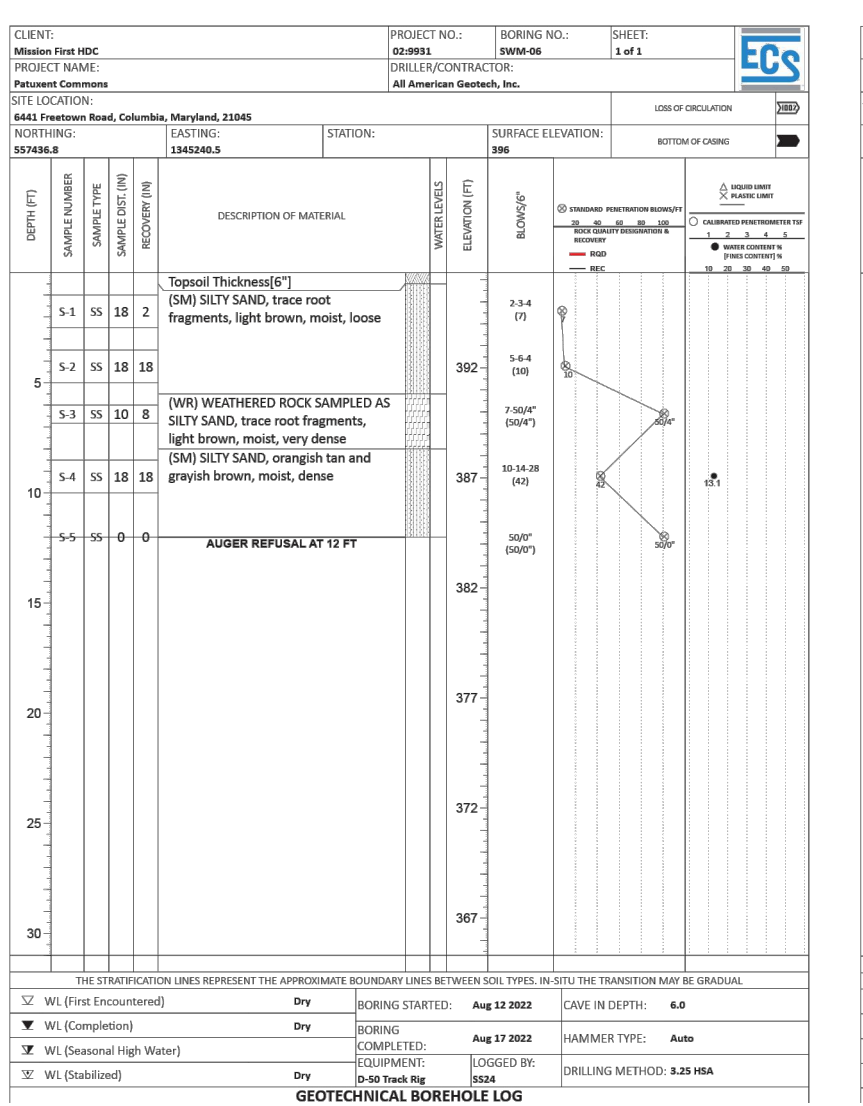 CLIENT:
Mission First HDC
PROJECT NO.:
02:9931
BORING NO.:
SWM-06
SHEET:
1 of 1
ECS
PROJECT NAME:
Patuxent Commons
DRILLER/CONTRACTOR:
All American Geotech, Inc.
SITE LOCATION:
6441 Freetown Road, Columbia, Maryland, 21045
LOSS OF CIRCULATION
100%
NORTHING:
557436.8
EASTING:
1345240.5
STATION:
SURFACE ELEVATION:
396
BOTTOM OF CASING
DEPTH (FT)
SAMPLE NUMBER
SAMPLE TYPE
SAMPLE DIST. (IN)
RECOVERY (IN)
DESCRIPTION OF MATERIAL
WATER LEVELS
ELEVATION (FT)
BLOWS/6"
STANDARD PENETRATION BLOWS/FT
20 40 60 80 100
ROCK QUALITY DESIGNATION &
RECOVERY
RQD
REC
LIQUID LIMIT
PLASTIC LIMIT
CALIBRATED PENETROMETER TSF
1 2 3 4 5
WATER CONTENT %
[FINES CONTENT] %
10 20 30 40 50
Topsoil Thickness[6"]
S-1 SS 18 2
(SM) SILTY SAND, trace root
fragments, light brown, moist, loose
2-3-4
(7)
7
S-2 SS 18 18
392
5-6-4
(10)
10
5
S-3 SS 10 8
(WR) WEATHERED ROCK SAMPLED AS
SILTY SAND, trace root fragments,
light brown, moist, very dense
7-50/4"
(50/4")
50/4"
S-4 SS 18 18
(SM) SILTY SAND, orangish tan and
grayish brown, moist, dense
387
10-14-28
(42)
42
13.1
10
S-5 SS 0 0
AUGER REFUSAL AT 12 FT
50/0"
(50/0")
50/0"
382
15
377
20
372
25
367
30
THE STRATIFICATION LINES REPRESENT THE APPROXIMATE BOUNDARY LINES BETWEEN SOIL TYPES. IN-SITU THE TRANSITION MAY BE GRADUAL
WL (First Encountered) Dry
BORING STARTED: Aug 12 2022
CAVE IN DEPTH: 6.0
WL (Completion) Dry
BORING
COMPLETED: Aug 17 2022
HAMMER TYPE: Auto
WL (Seasonal High Water)
EQUIPMENT:
D-50 Track Rig
LOGGED BY:
SS24
DRILLING METHOD: 3.25 HSA
WL (Stabilized) Dry
GEOTECHNICAL BOREHOLE LOG